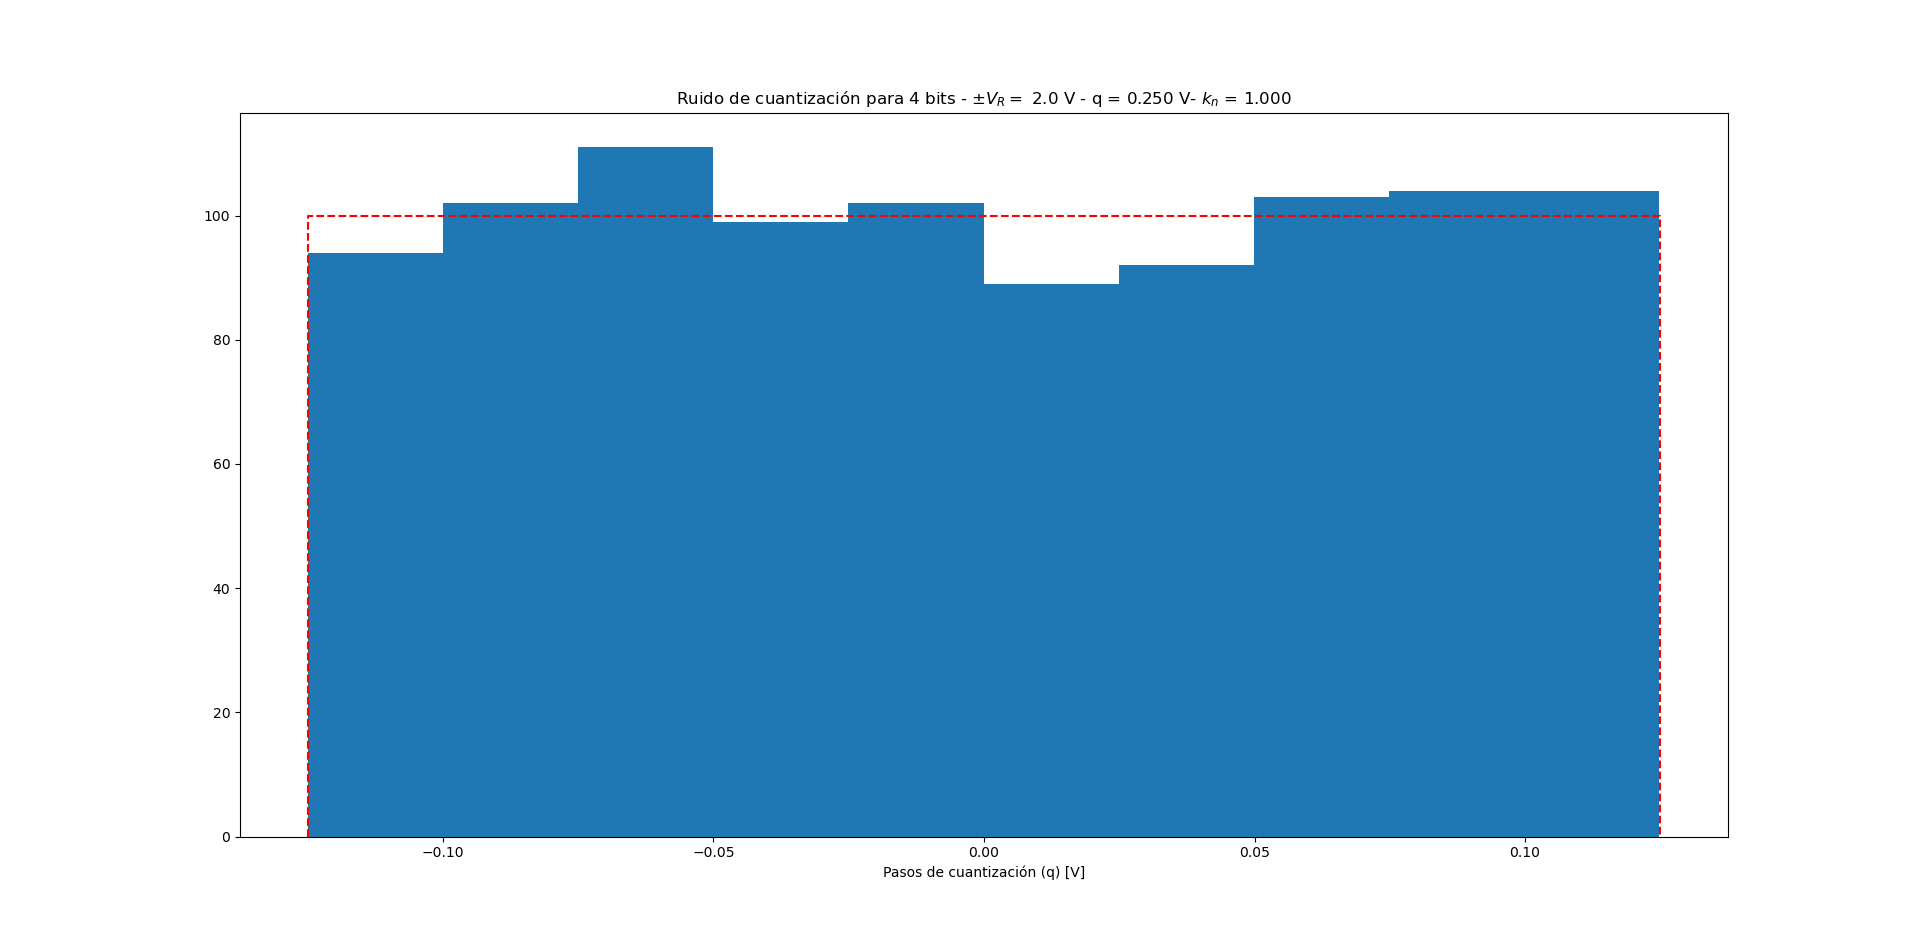 Ruido de cuantización para 4 bits - ±V_R = 2.0 V - q = 0.250 V- k_n = 1.000
100
80
60
40
20
0
−0.10 −0.05 0.00 0.05 0.10
Pasos de cuantización (q) [V]